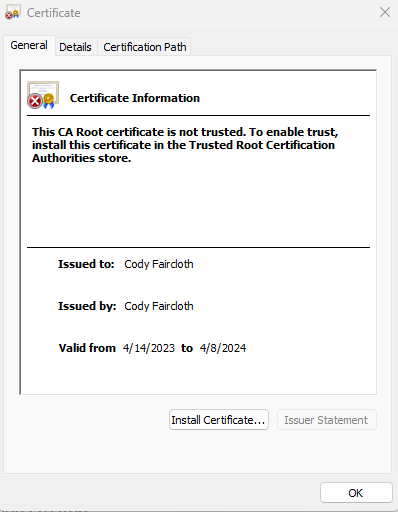 Certificate
General Details Certification Path
Certificate Information
This CA Root certificate is not trusted. To enable trust,
install this certificate in the Trusted Root Certification
Authorities store.
Issued to: Cody Faircloth
Issued by: Cody Faircloth
Valid from 4/14/2023 to 4/8/2024
Install Certificate... Issuer Statement
OK